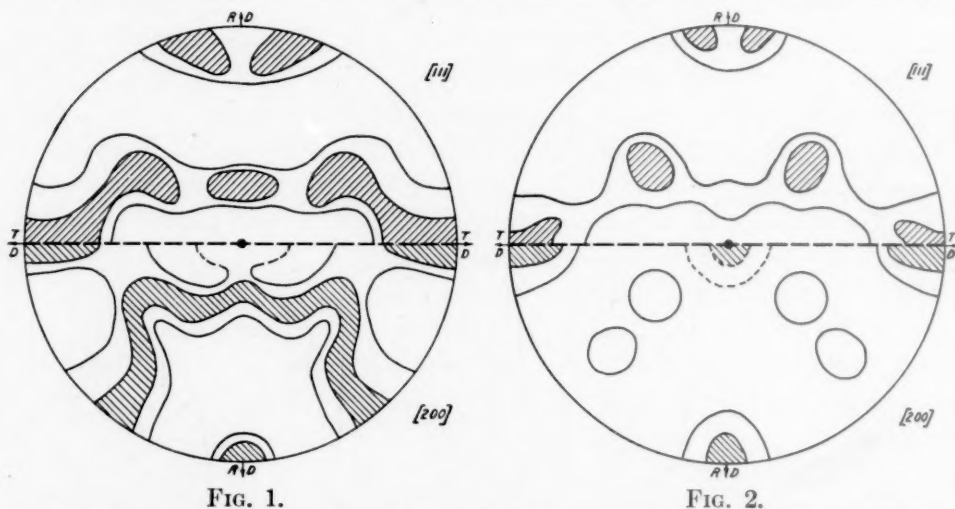 R D R D
[111] [111]
T T T T
D D D D
[200] [200]
R D R D
FIG. 1. FIG. 2.